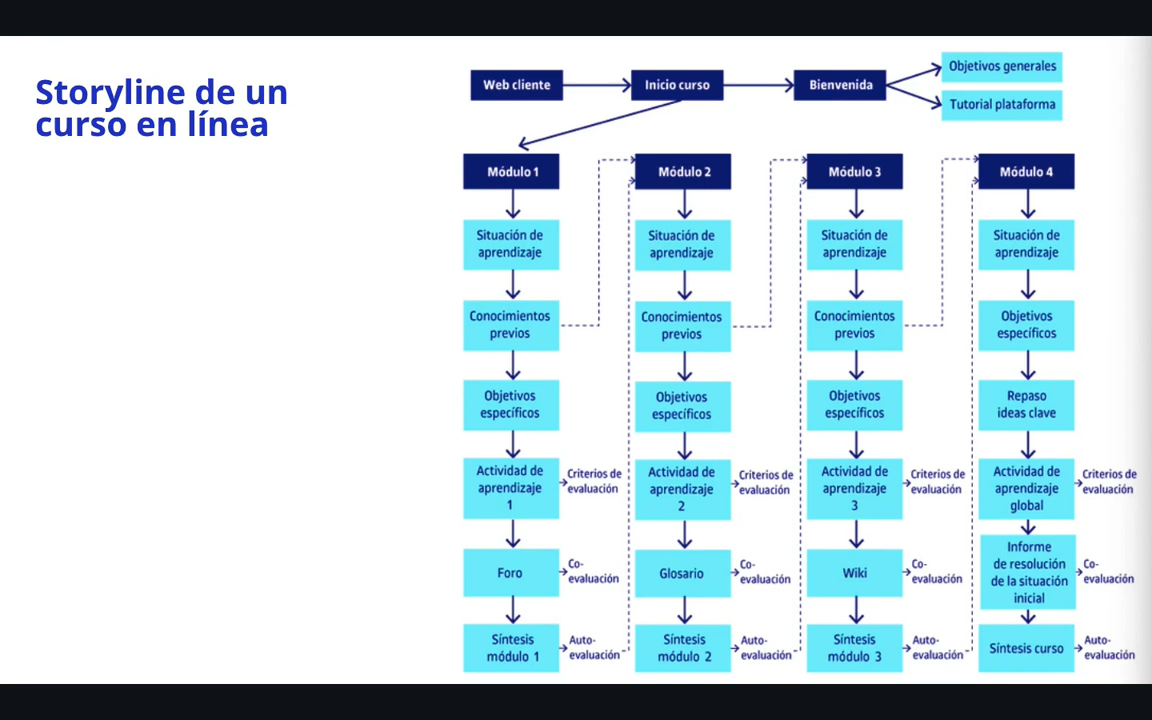 Storyline de un
curso en línea
Web cliente
Inicio curso
Bienvenida
Objetivos generales
Tutorial plataforma
Módulo 1
Situación de
aprendizaje
Conocimientos
previos
Objetivos
específicos
Actividad de
aprendizaje
1
Criterios de
evaluación
Foro
Co-
evaluación
Síntesis
módulo 1
Auto-
evaluación
Módulo 2
Situación de
aprendizaje
Conocimientos
previos
Objetivos
específicos
Actividad de
aprendizaje
2
Criterios de
evaluación
Glosario
Co-
evaluación
Síntesis
módulo 2
Auto-
evaluación
Módulo 3
Situación de
aprendizaje
Conocimientos
previos
Objetivos
específicos
Actividad de
aprendizaje
3
Criterios de
evaluación
Wiki
Co-
evaluación
Síntesis
módulo 3
Auto-
evaluación
Módulo 4
Situación de
aprendizaje
Objetivos
específicos
Repaso
ideas clave
Actividad de
aprendizaje
global
Criterios de
evaluación
Informe
de resolución
de la situación
inicial
Co-
evaluación
Síntesis curso
Auto-
evaluación